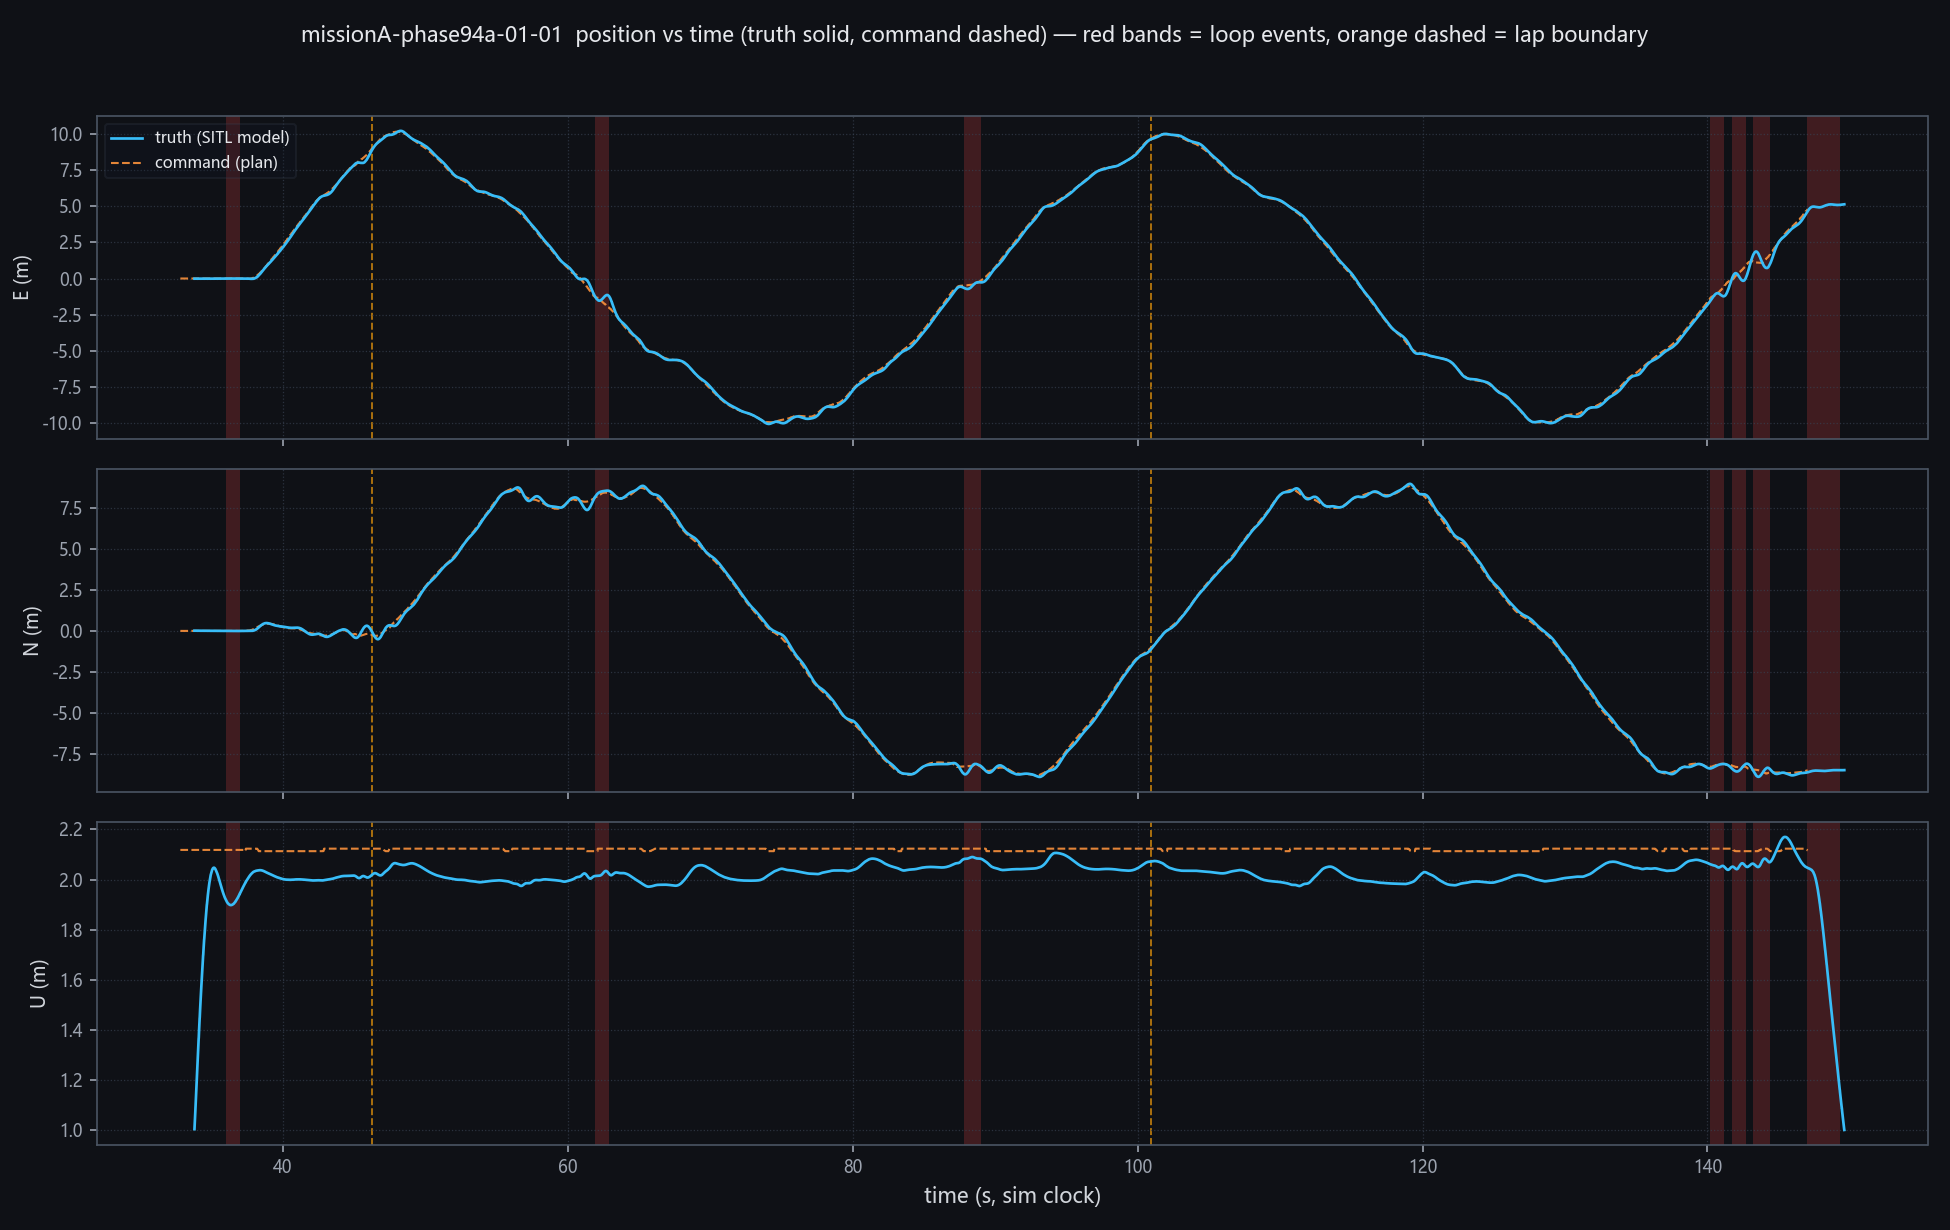 missionA-phase94a-01-01  position vs time (truth solid, command dashed) — red bands = loop events, orange dashed = lap boundary
truth (SITL model)
command (plan)
E (m)
10.0
7.5
5.0
2.5
0.0
-2.5
-5.0
-7.5
-10.0
N (m)
7.5
5.0
2.5
0.0
-2.5
-5.0
-7.5
U (m)
2.2
2.0
1.8
1.6
1.4
1.2
1.0
40 60 80 100 120 140
time (s, sim clock)